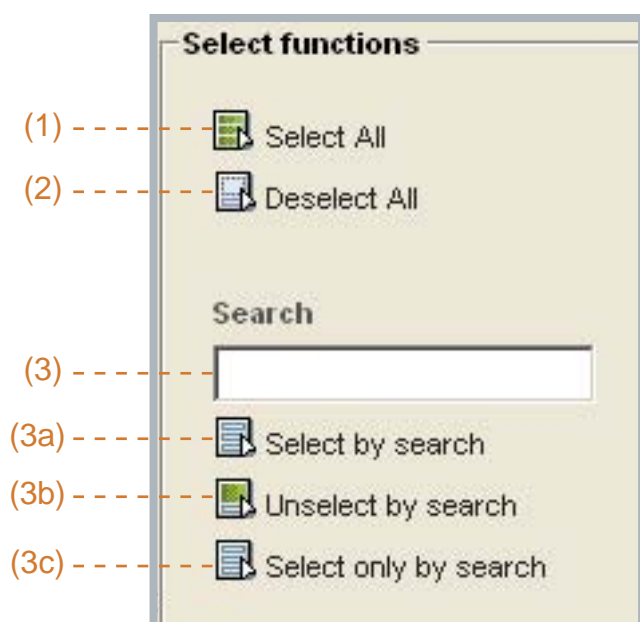 Select functions
(1) Select All
(2) Deselect All
Search
(3)
(3a) Select by search
(3b) Unselect by search
(3c) Select only by search